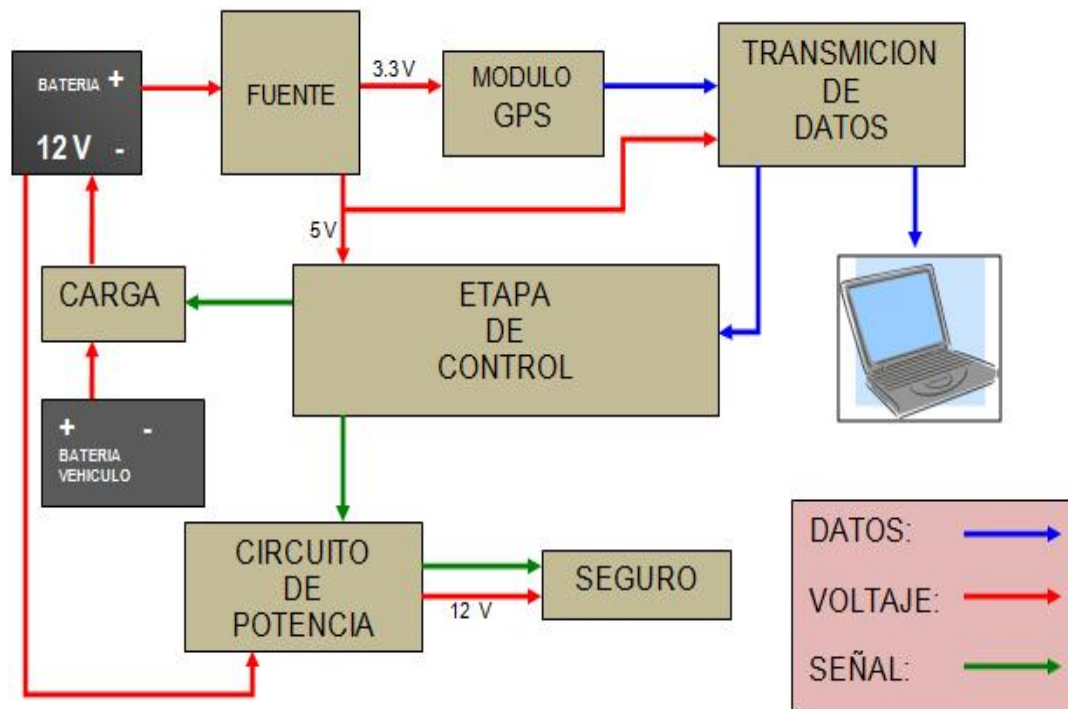 BATERIA +
12 V -
FUENTE
3.3 V
MODULO
GPS
TRANSMICION
DE
DATOS
5 V
CARGA
ETAPA
DE
CONTROL
+ -
BATERIA
VEHICULO
CIRCUITO
DE
POTENCIA
12 V
SEGURO
DATOS:
VOLTAJE:
SEÑAL: